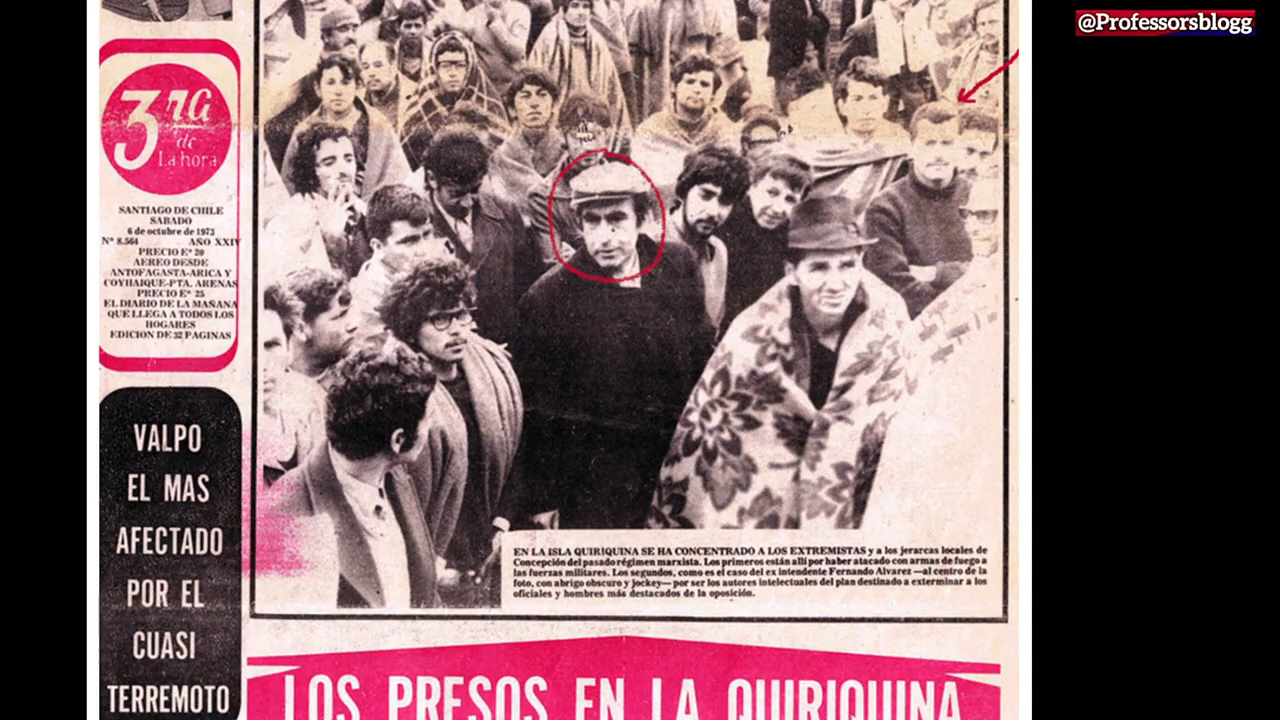 @Professorsblogg
3ra
de
La hora
SANTIAGO DE CHILE
SABADO
6 de octubre de 1973
Nº 8.564 AÑO XXIV
PRECIO Eº 20
AEREO DESDE
ANTOFAGASTA-ARICA Y
COYHAIQUE-PTA. ARENAS
PRECIO Eº 25
EL DIARIO DE LA MAÑANA
QUE LLEGA A TODOS LOS
HOGARES
EDICION DE 32 PAGINAS
VALPO
EL MAS
AFECTADO
POR EL
CUASI
TERREMOTO
EN LA ISLA QUIRIQUINA SE HA CONCENTRADO A LOS EXTREMISTAS y a los jerarcas locales de
Concepción del pasado régimen marxista. Los primeros están allí por haber atacado con armas de fuego a
las fuerzas militares. Los segundos, como es el caso del ex intendente Fernando Alvarez —al centro de la
foto, con abrigo obscuro y jockey— por ser los autores intelectuales del plan destinado a exterminar a los
oficiales y hombres más destacados de la oposición.
LOS PRESOS EN LA QUIRIQUINA